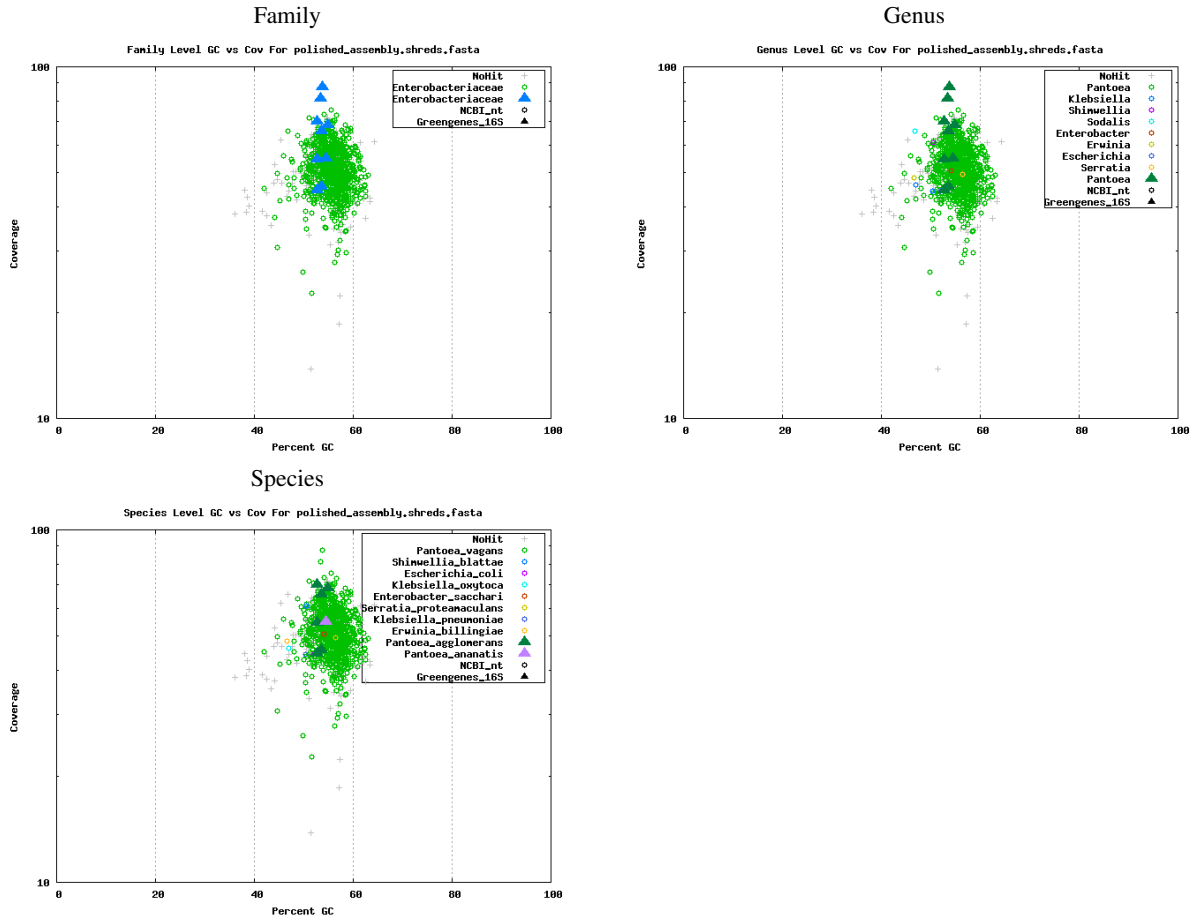 Family
Family Level GC vs Cov For polished_assembly.shreds.fasta
100
10
Coverage
0 20 40 60 80 100
Percent GC
NoHit
Enterobacteriaceae
Enterobacteriaceae
NCBI_nt
Greengenes_16S
Genus
Genus Level GC vs Cov For polished_assembly.shreds.fasta
100
10
Coverage
0 20 40 60 80 100
Percent GC
NoHit
Pantoea
Klebsiella
Shimwellia
Sodalis
Enterobacter
Erwinia
Escherichia
Serratia
Pantoea
NCBI_nt
Greengenes_16S
Species
Species Level GC vs Cov For polished_assembly.shreds.fasta
100
10
Coverage
0 20 40 60 80 100
Percent GC
NoHit
Pantoea_vagans
Shimwellia_blattae
Escherichia_coli
Klebsiella_oxytoca
Enterobacter_sacchari
Serratia_proteamaculans
Klebsiella_pneumoniae
Erwinia_billingiae
Pantoea_agglomerans
Pantoea_ananatis
NCBI_nt
Greengenes_16S